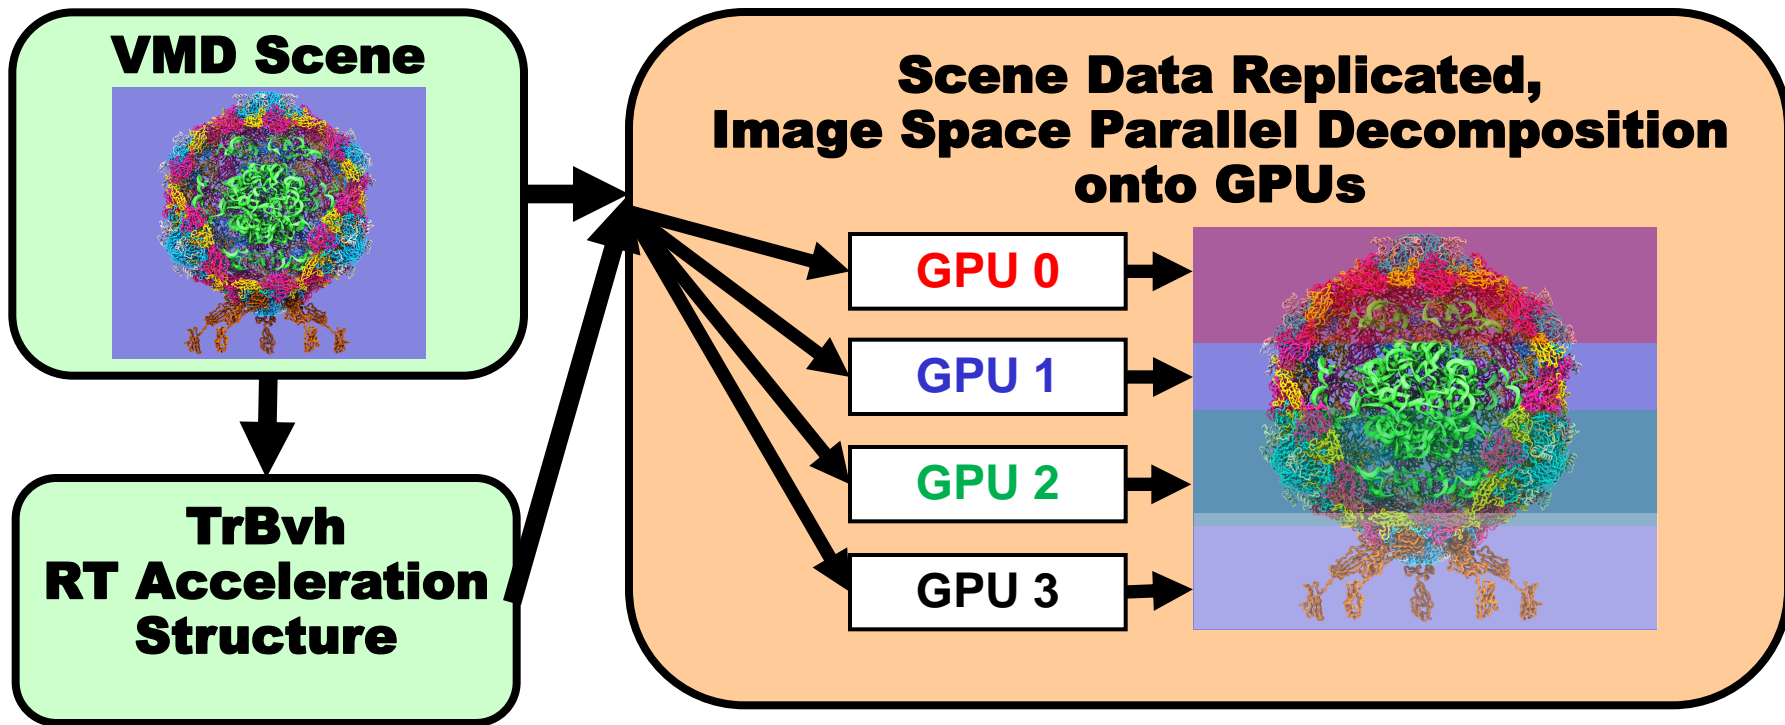 VMD Scene
TrBvh
RT Acceleration
Structure
Scene Data Replicated,
Image Space Parallel Decomposition
onto GPUs
GPU 0
GPU 1
GPU 2
GPU 3